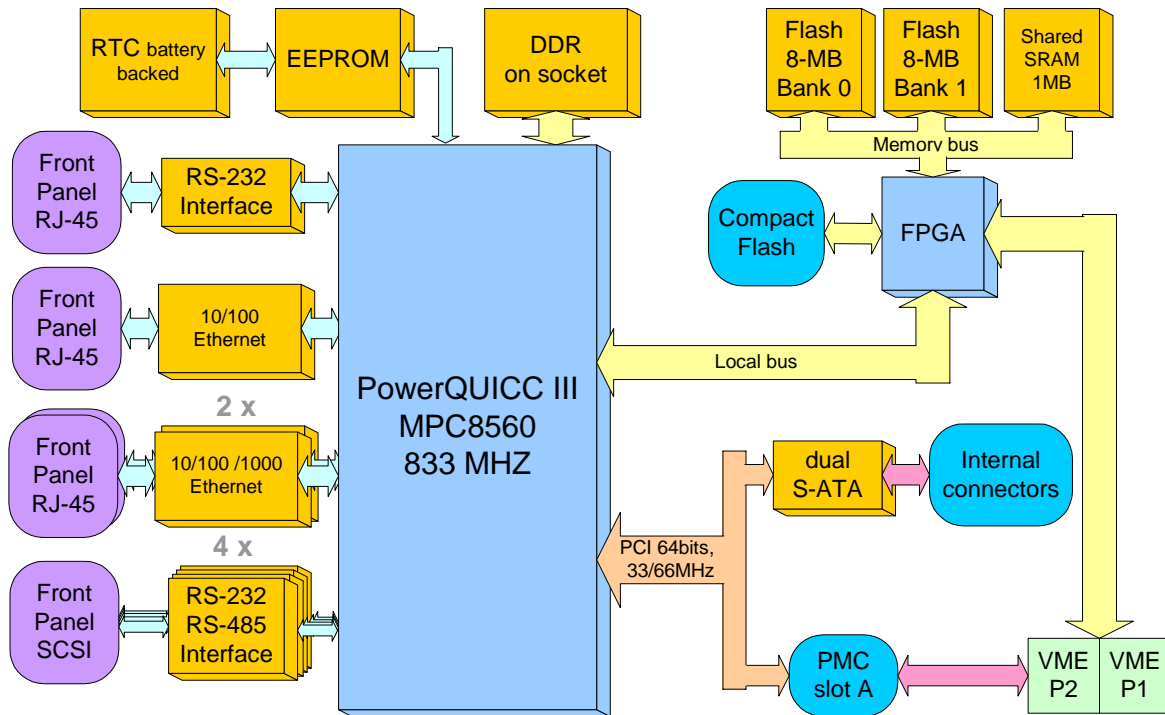 RTC battery
backed
EEPROM
DDR
on socket
Flash
8-MB
Bank 0
Flash
8-MB
Bank 1
Shared
SRAM
1MB
Memory bus
Front
Panel
RJ-45
RS-232
Interface
Compact
Flash
FPGA
Front
Panel
RJ-45
10/100
Ethernet
Local bus
PowerQUICC III
MPC8560
833 MHZ
2 x
Front
Panel
RJ-45
10/100 /1000
Ethernet
dual
S-ATA
Internal
connectors
4 x
PCI 64bits,
33/66MHz
Front
Panel
SCSI
RS-232
RS-485
Interface
PMC
slot A
VME
P2
VME
P1